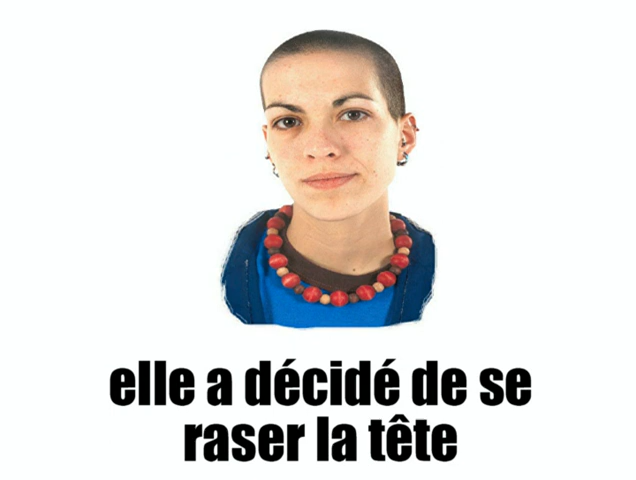 elle a décidé de se
raser la tête